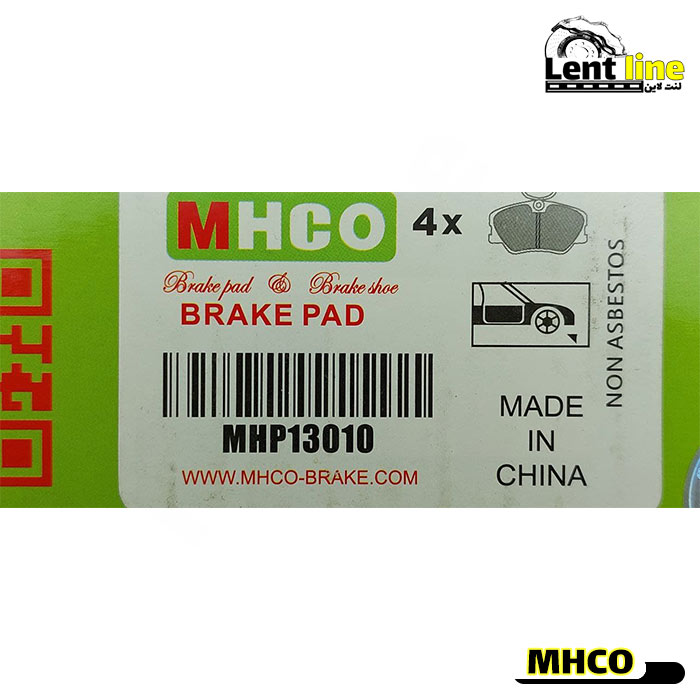 Lent line
لنت لاین
MHCO 4x
Brake pad & Brake shoe
BRAKE PAD
NON ASBESTOS
MHP13010
WWW.MHCO-BRAKE.COM
MADE
IN
CHINA
MHCO